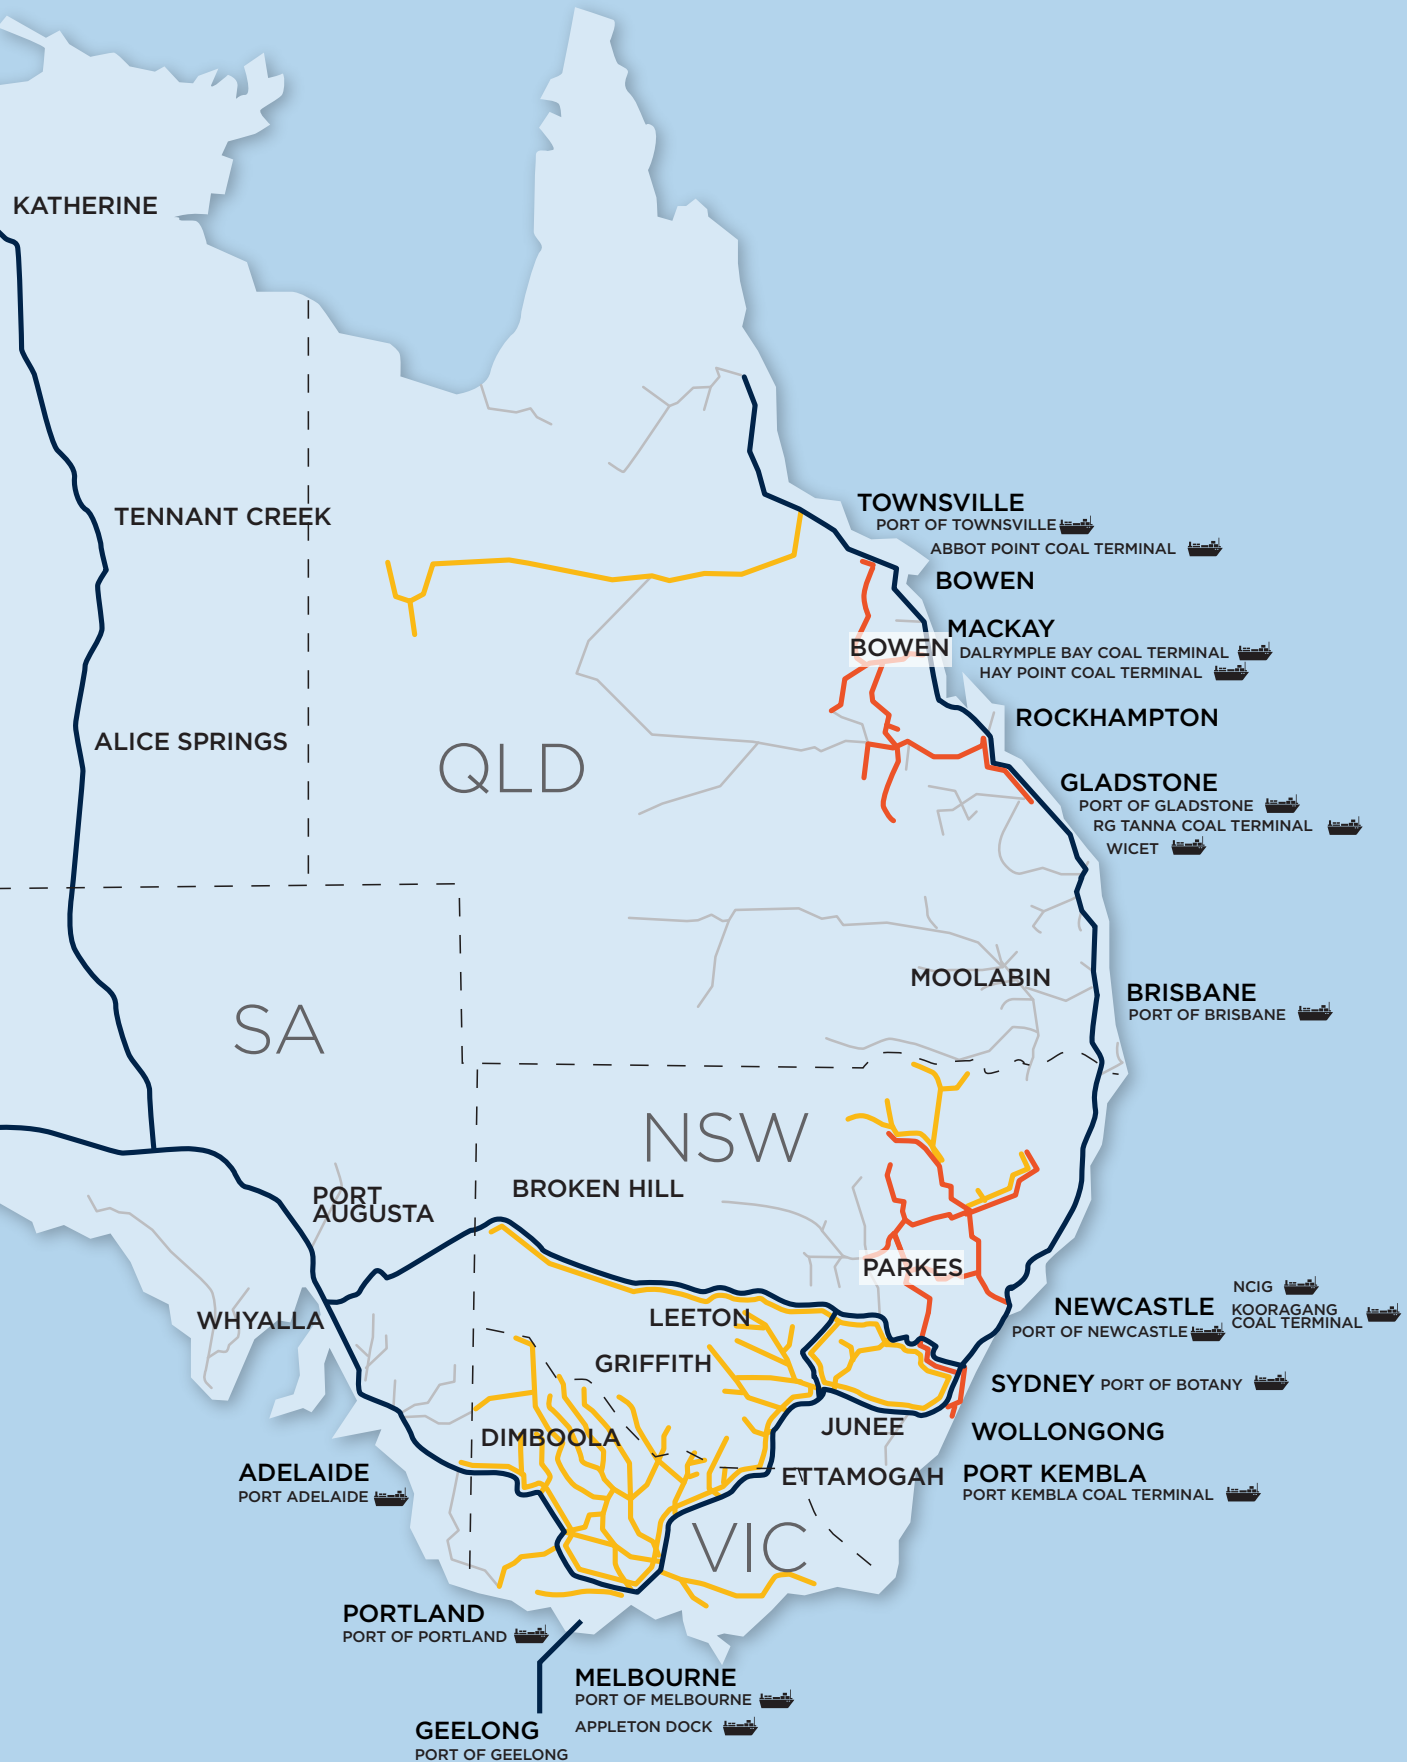 KATHERINE
TOWNSVILLE
PORT OF TOWNSVILLE
TENNANT CREEK
ABBOT POINT COAL TERMINAL
BOWEN
MACKAY
BOWEN
DALRYMPLE BAY COAL TERMINAL
HAY POINT COAL TERMINAL
ROCKHAMPTON
ALICE SPRINGS
QLD
GLADSTONE
PORT OF GLADSTONE
RG TANNA COAL TERMINAL
WICET
MOOLABIN
BRISBANE
PORT OF BRISBANE
SA
NSW
BROKEN HILL
PORT
AUGUSTA
PARKES
NCIG
NEWCASTLE
KOORAGANG
COAL TERMINAL
PORT OF NEWCASTLE
WHYALLA
LEETON
GRIFFITH
SYDNEY PORT OF BOTANY
JUNEE
WOLLONGONG
DIMBOOLA
ETTAMOGAH
PORT KEMBLA
PORT KEMBLA COAL TERMINAL
ADELAIDE
PORT ADELAIDE
VIC
PORTLAND
PORT OF PORTLAND
MELBOURNE
PORT OF MELBOURNE
APPLETON DOCK
GEELONG
PORT OF GEELONG